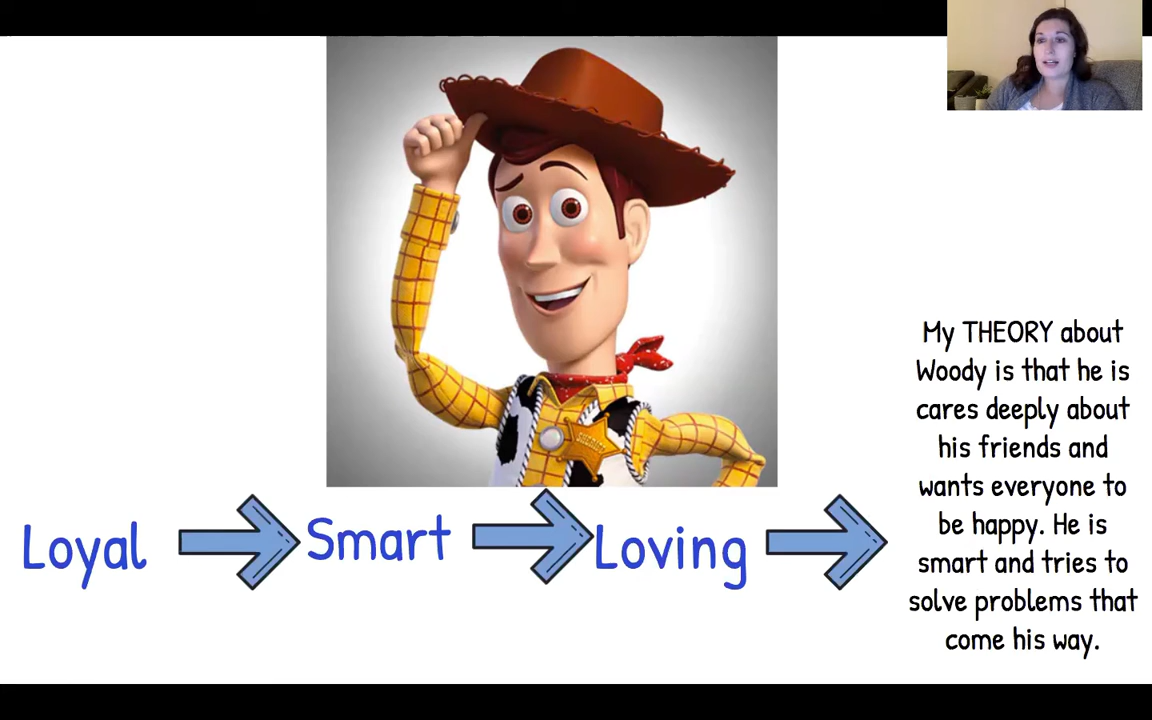 My THEORY about
Woody is that he is
cares deeply about
his friends and
wants everyone to
be happy. He is
smart and tries to
solve problems that
come his way.
Loyal
Smart
Loving
SHERIFF